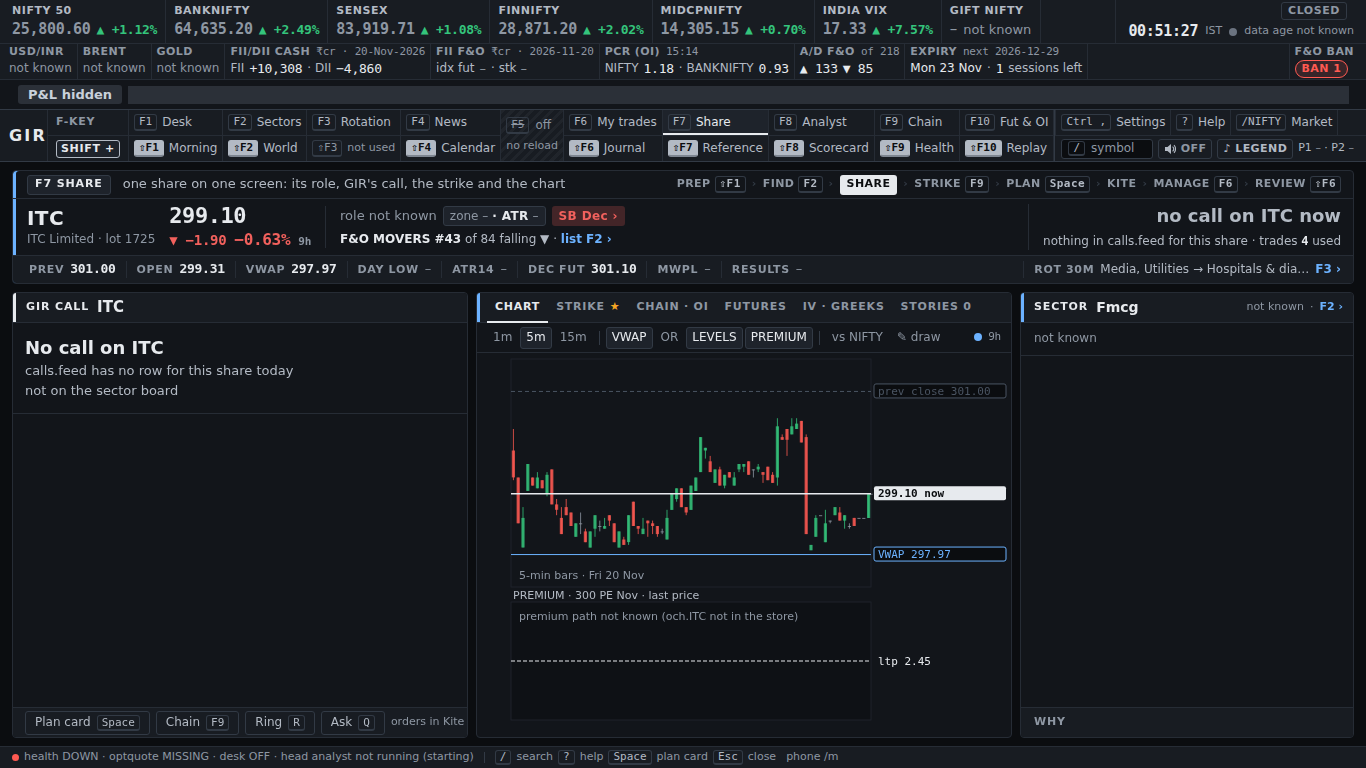 NIFTY 50 BANKNIFTY SENSEX FINNIFTY MIDCPNIFTY INDIA VIX GIFT NIFTY CLOSED
25,800.60 ▲ +1.12% 64,635.20 ▲ +2.49% 83,919.71 ▲ +1.08% 28,871.20 ▲ +2.02% 14,305.15 ▲ +0.70% 17.33 ▲ +7.57% – not known 00:51:27 IST ● data age not known
USD/INR BRENT GOLD FII/DII CASH ₹cr · 20-Nov-2026 FII F&O ₹cr · 2026-11-20 PCR (OI) 15:14 A/D F&O of 218 EXPIRY next 2026-12-29 F&O BAN
not known not known not known FII +10,308 · DII −4,860 idx fut – · stk – NIFTY 1.18 · BANKNIFTY 0.93 ▲ 133 ▼ 85 Mon 23 Nov · 1 sessions left BAN 1
P&L hidden
GIR F-KEY F1 Desk F2 Sectors F3 Rotation F4 News F5 off F6 My trades F7 Share F8 Analyst F9 Chain F10 Fut & OI Ctrl , Settings ? Help /NIFTY Market
SHIFT + ⇧F1 Morning ⇧F2 World ⇧F3 not used ⇧F4 Calendar no reload ⇧F6 Journal ⇧F7 Reference ⇧F8 Scorecard ⇧F9 Health ⇧F10 Replay / symbol OFF ♪ LEGEND P1 – · P2 –
F7 SHARE one share on one screen: its role, GIR's call, the strike and the chart PREP ⇧F1 › FIND F2 › SHARE › STRIKE F9 › PLAN Space › KITE › MANAGE F6 › REVIEW ⇧F6
ITC 299.10 role not known zone – · ATR – SB Dec › no call on ITC now
ITC Limited · lot 1725 ▼ −1.90 −0.63% 9h F&O MOVERS #43 of 84 falling ▼ · list F2 › nothing in calls.feed for this share · trades 4 used
PREV 301.00 OPEN 299.31 VWAP 297.97 DAY LOW – ATR14 – DEC FUT 301.10 MWPL – RESULTS – ROT 30M Media, Utilities → Hospitals & dia… F3 ›
GIR CALL ITC
No call on ITC
calls.feed has no row for this share today
not on the sector board
Plan card Space Chain F9 Ring R Ask Q orders in Kite
CHART STRIKE ★ CHAIN · OI FUTURES IV · GREEKS STORIES 0
1m 5m 15m VWAP OR LEVELS PREMIUM vs NIFTY ✎ draw ● 9h
prev close 301.00
299.10 now
VWAP 297.97
5-min bars · Fri 20 Nov
PREMIUM · 300 PE Nov · last price
premium path not known (och.ITC not in the store)
ltp 2.45
SECTOR Fmcg not known · F2 ›
not known
WHY
● health DOWN · optquote MISSING · desk OFF · head analyst not running (starting) / search ? help Space plan card Esc close phone /m